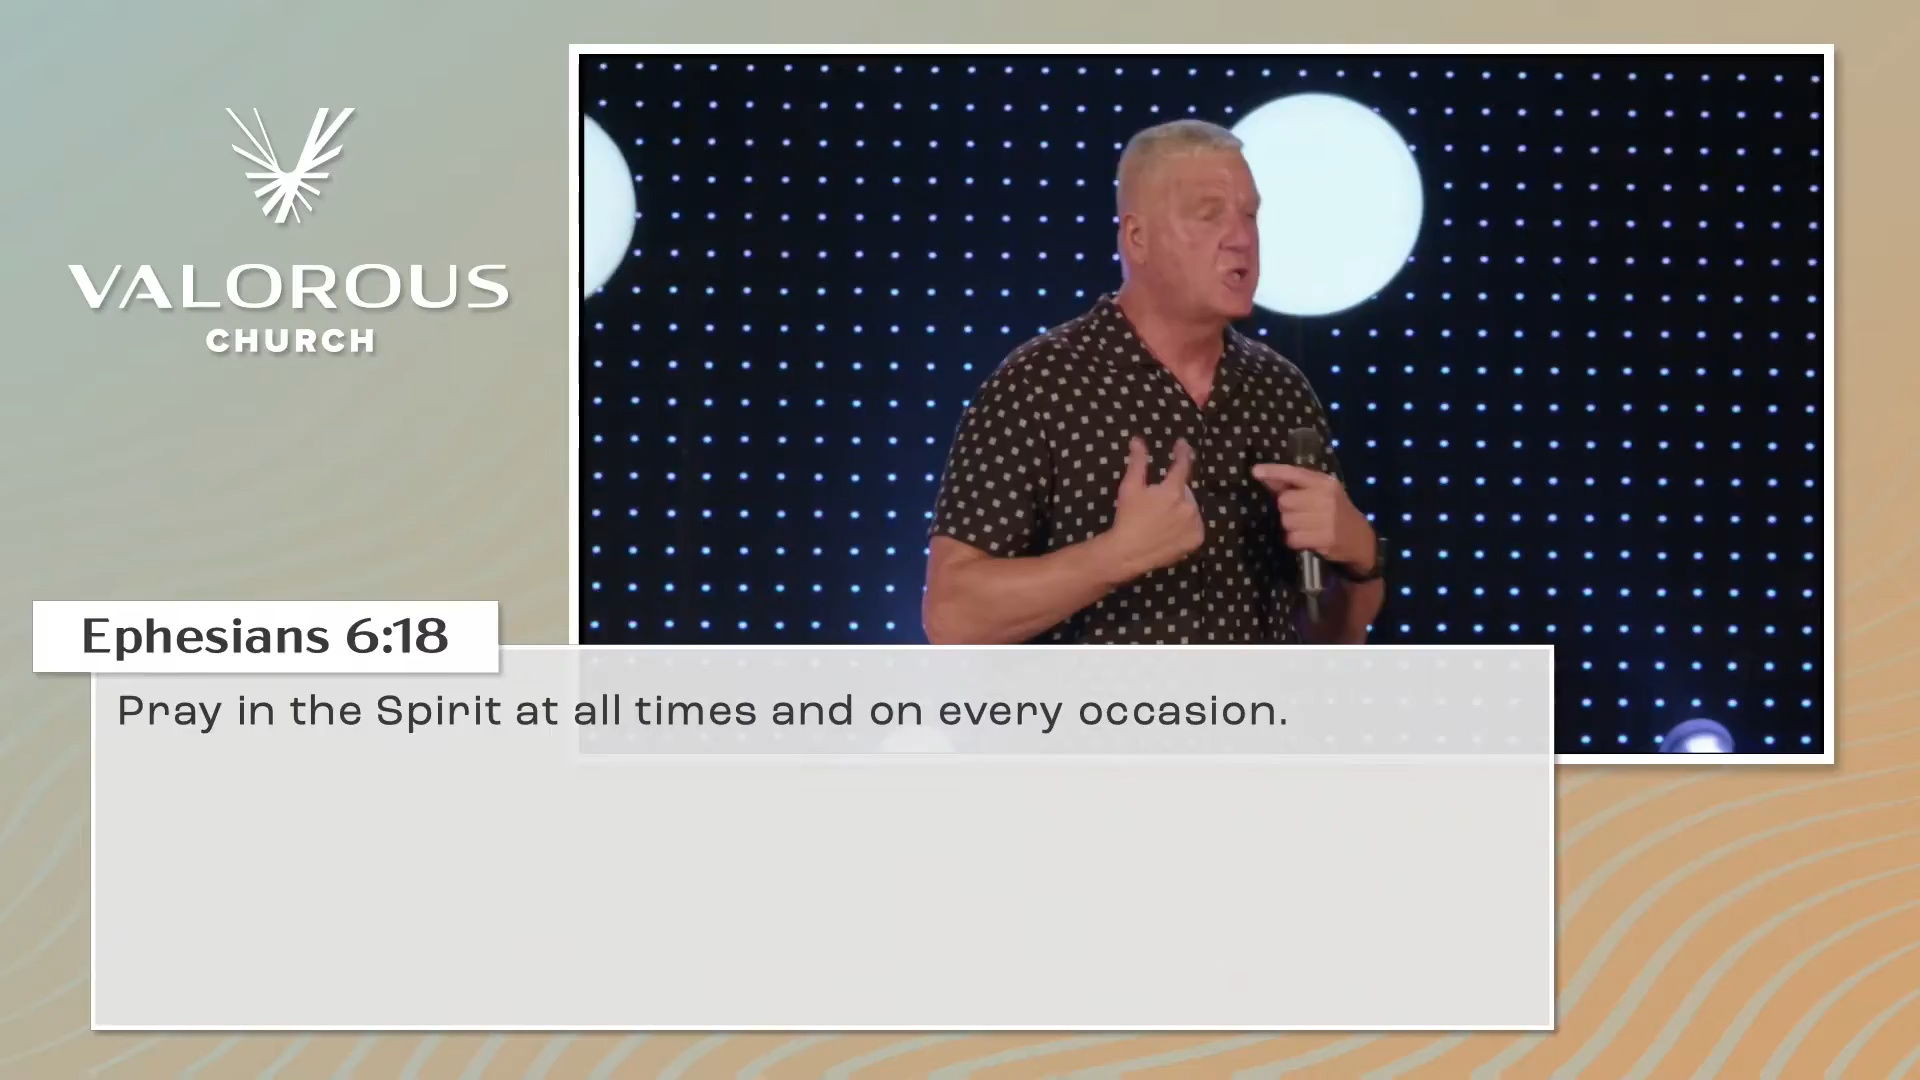 VALOROUS
CHURCH
Ephesians 6:18
Pray in the Spirit at all times and on every occasion.